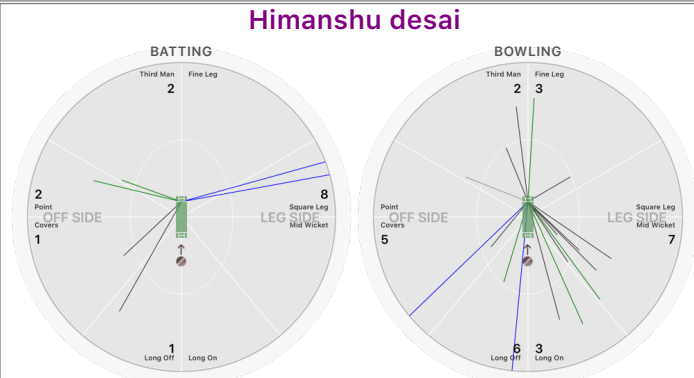 Himanshu desai
BATTING
Third Man
Fine Leg
2
2
Point
OFF SIDE
Covers
1
8
Square Leg
LEG SIDE
Mid Wicket
1
Long Off
Long On
BOWLING
Third Man
Fine Leg
2
3
Point
OFF SIDE
Covers
5
Square Leg
LEG SIDE
Mid Wicket
7
6
3
Long Off
Long On